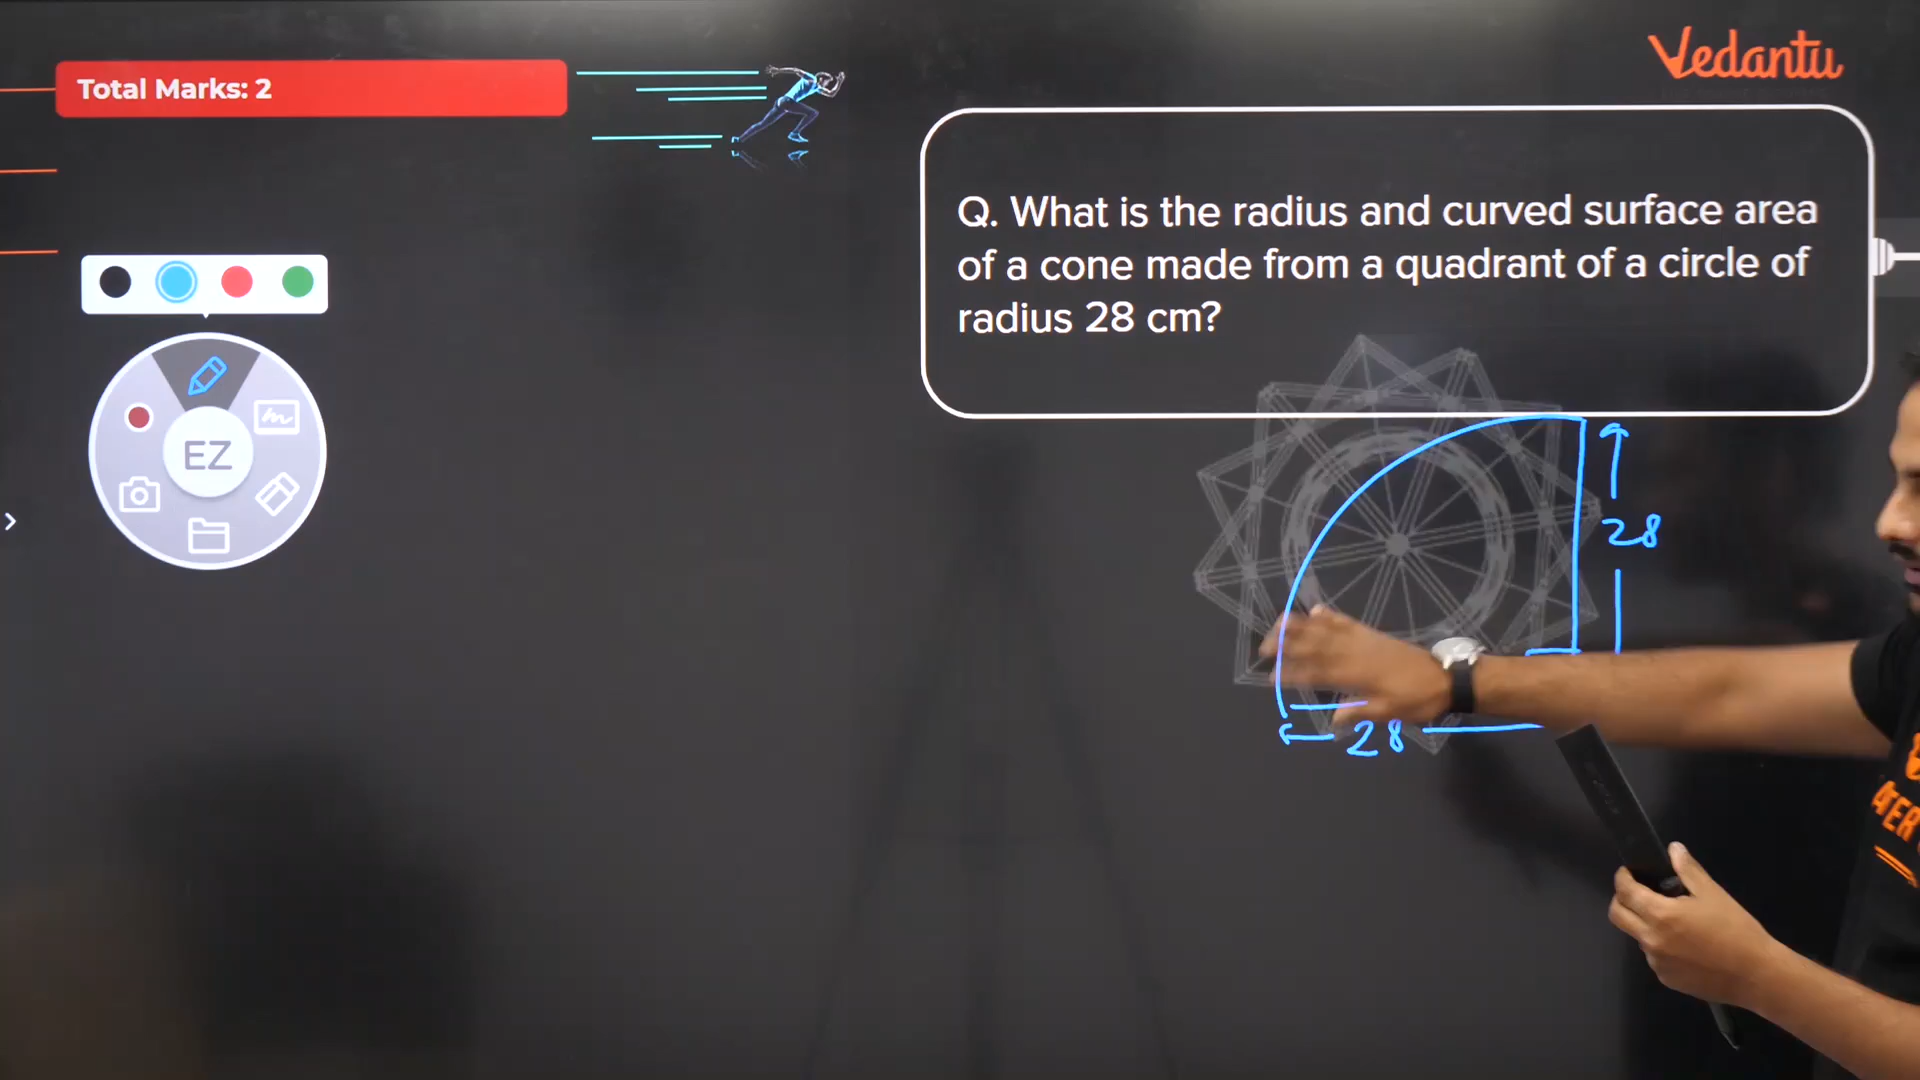 Total Marks: 2
Vedantu
Q. What is the radius and curved surface area
of a cone made from a quadrant of a circle of
radius 28 cm?
EZ
28
28